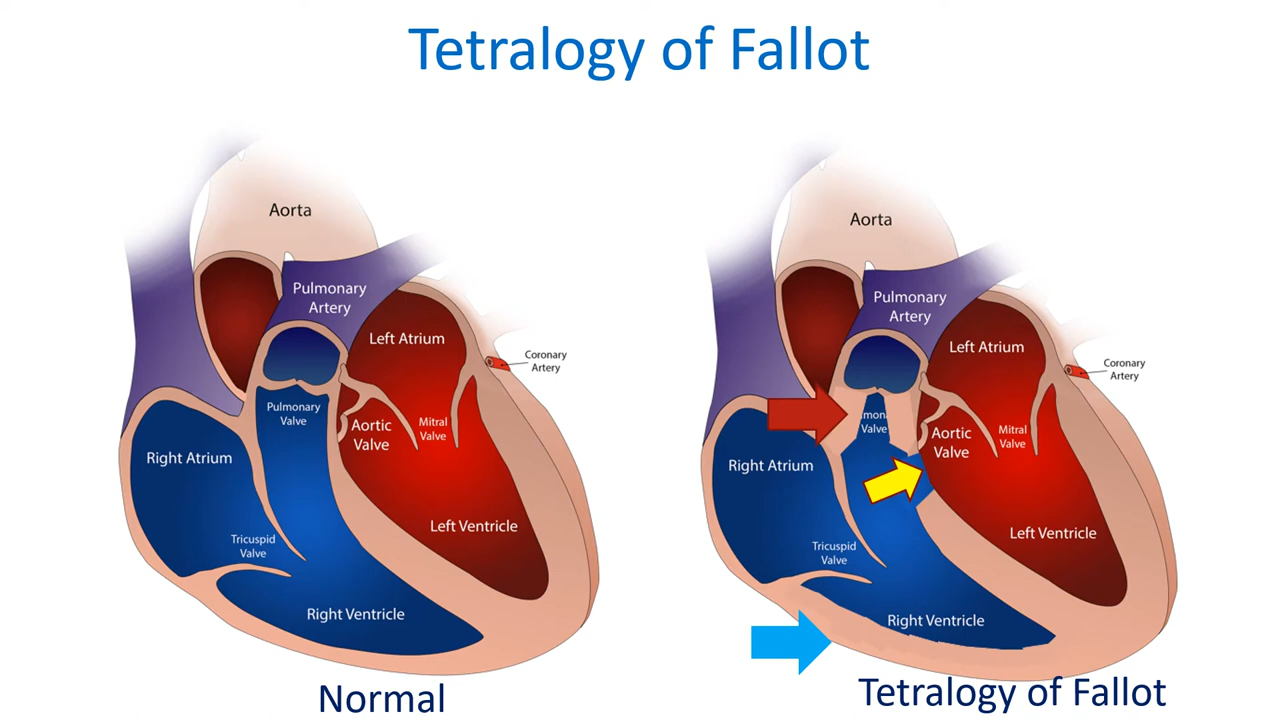 Tetralogy of Fallot
Aorta
Pulmonary
Artery
Left Atrium
Coronary
Artery
Pulmonary
Valve
Aortic
Valve
Mitral
Valve
Right Atrium
Left Ventricle
Tricuspid
Valve
Right Ventricle
Normal
Aorta
Pulmonary
Artery
Left Atrium
Coronary
Artery
Valve
Aortic
Valve
Mitral
Valve
Right Atrium
Left Ventricle
Tricuspid
Valve
Right Ventricle
Tetralogy of Fallot